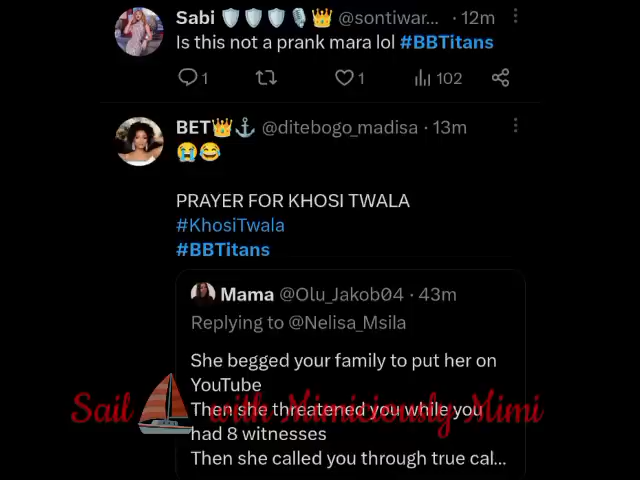 Sabi 🛡️🛡️🛡️🎙️👑 @sontiwar... · 12m
Is this not a prank mara lol #BBTitans
1 1 102
BET👑⚓ @ditebogo_madisa · 13m
😭😂
PRAYER FOR KHOSI TWALA
#KhosiTwala
#BBTitans
Mama @Olu_Jakob04 · 43m
Replying to @Nelisa_Msila
She begged your family to put her on
YouTube
Then she threatened you while you
had 8 witnesses
Then she called you through true cal...
Sail with Mimiciously Mimi